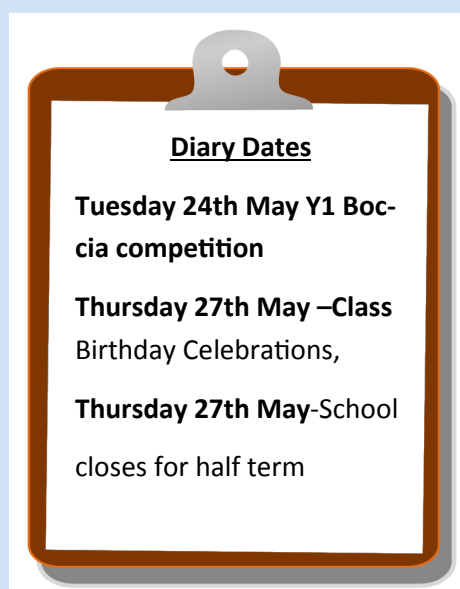 Diary Dates
Tuesday 24th May Y1 Boc-
cia competition
Thursday 27th May –Class
Birthday Celebrations,
Thursday 27th May-School
closes for half term